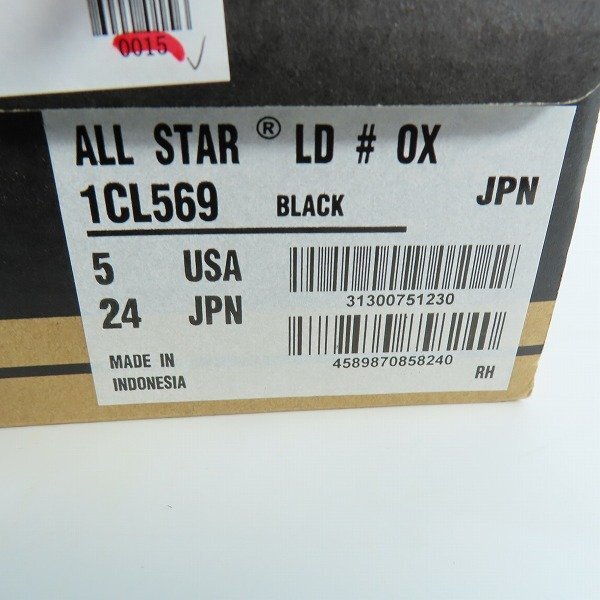 0015
ALL STAR ® LD # OX
1CL569 BLACK JPN
5 USA
24 JPN
31300751230
4589870858240
MADE IN
INDONESIA
RH